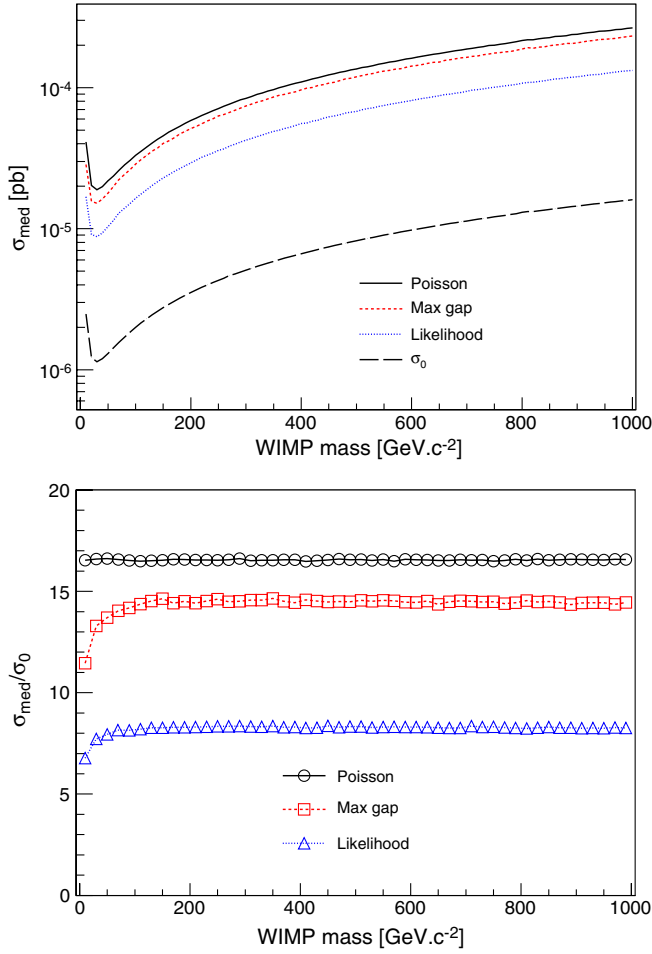 10⁻⁴
10⁻⁵
10⁻⁶
σ_med [pb]
Poisson
Max gap
Likelihood
σ₀
0 200 400 600 800 1000
WIMP mass [GeV.c⁻²]
20
15
10
5
0
σ_med/σ₀
Poisson
Max gap
Likelihood
0 200 400 600 800 1000
WIMP mass [GeV.c⁻²]